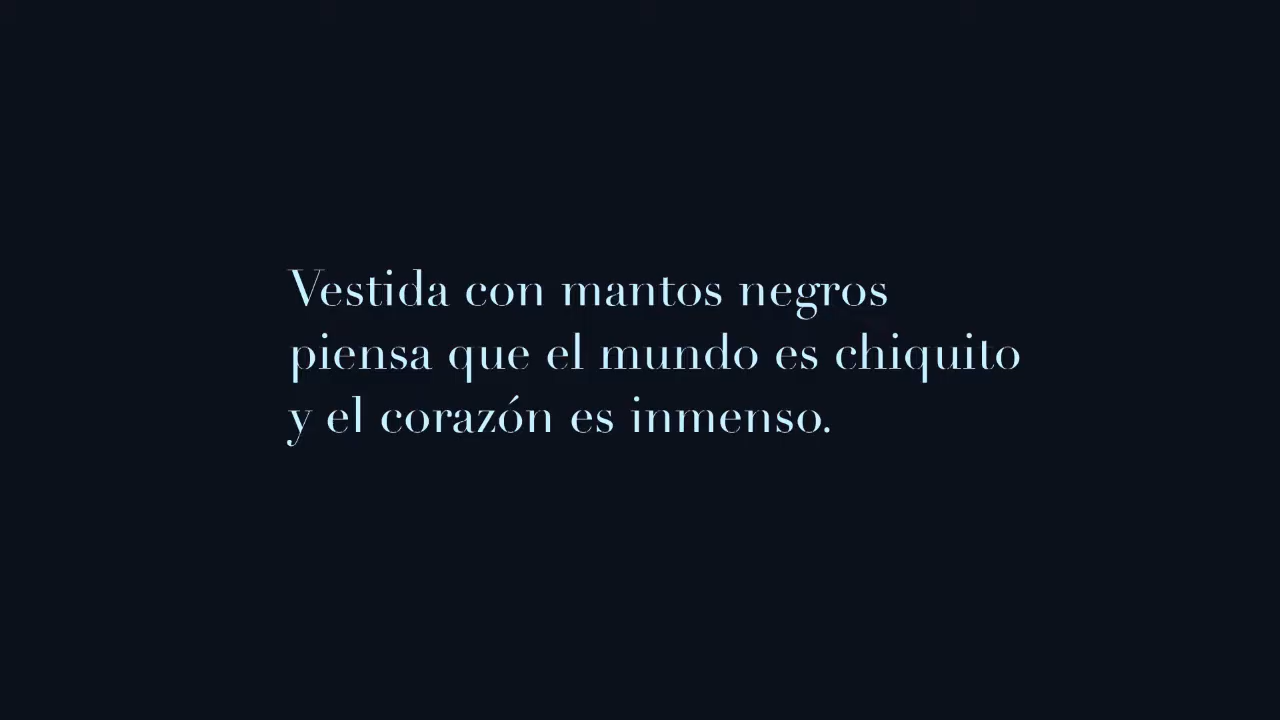 Vestida con mantos negros
piensa que el mundo es chiquito
y el corazón es inmenso.